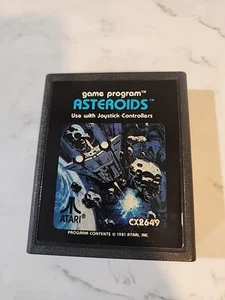 game program™
ASTEROIDS™
Use with Joystick Controllers
ATARI®
CX2649
PROGRAM CONTENTS © 1981 ATARI, INC.